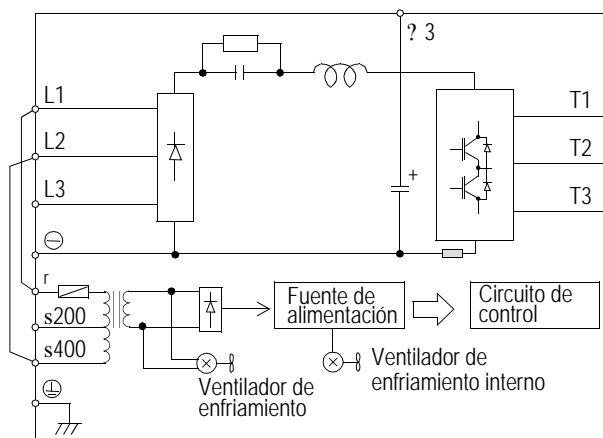 ? 3
L1
T1
L2
T2
L3
T3
+
r
s200
s400
Fuente de
alimentación
Circuito de
control
Ventilador de
enfriamiento
Ventilador de
enfriamiento interno